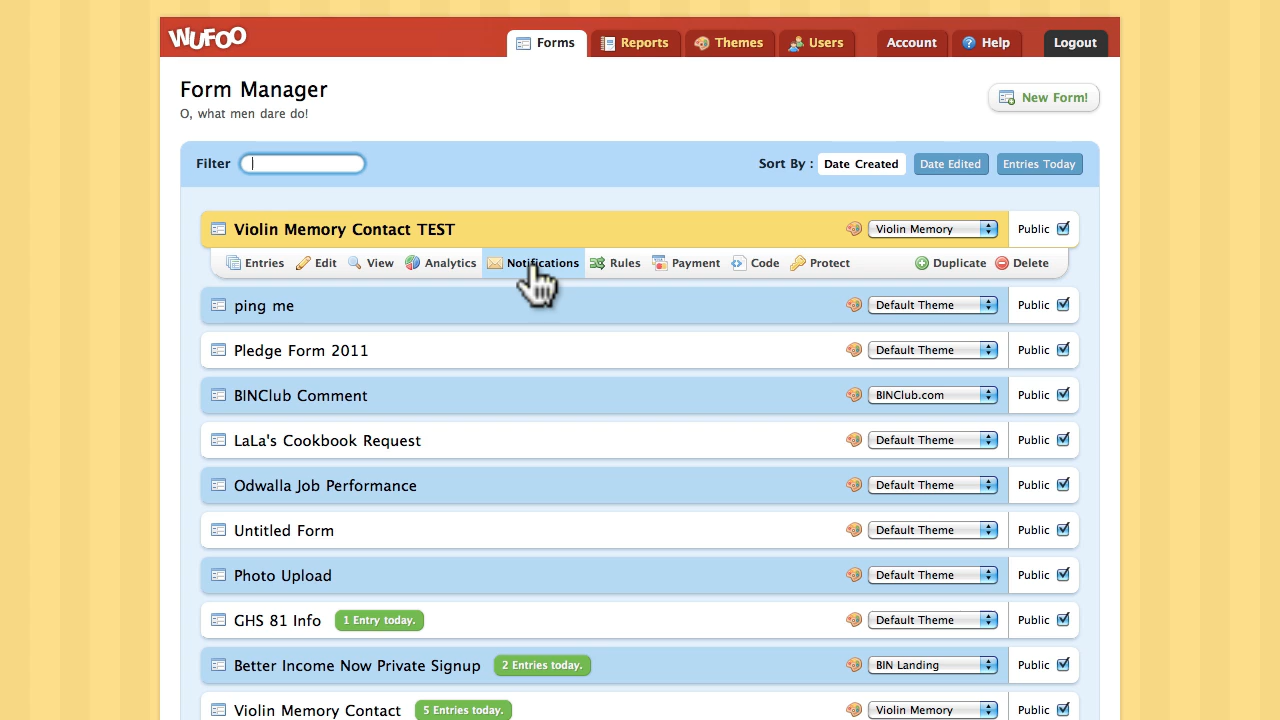 WUFOO
Forms Reports Themes Users Account Help Logout
Form Manager
O, what men dare do!
New Form!
Filter Sort By : Date Created Date Edited Entries Today
Violin Memory Contact TEST Violin Memory Public
Entries Edit View Analytics Notifications Rules Payment Code Protect Duplicate Delete
ping me Default Theme Public
Pledge Form 2011 Default Theme Public
BINClub Comment BINClub.com Public
LaLa's Cookbook Request Default Theme Public
Odwalla Job Performance Default Theme Public
Untitled Form Default Theme Public
Photo Upload Default Theme Public
GHS 81 Info 1 Entry today. Default Theme Public
Better Income Now Private Signup 2 Entries today. BIN Landing Public
Violin Memory Contact 5 Entries today. Violin Memory Public